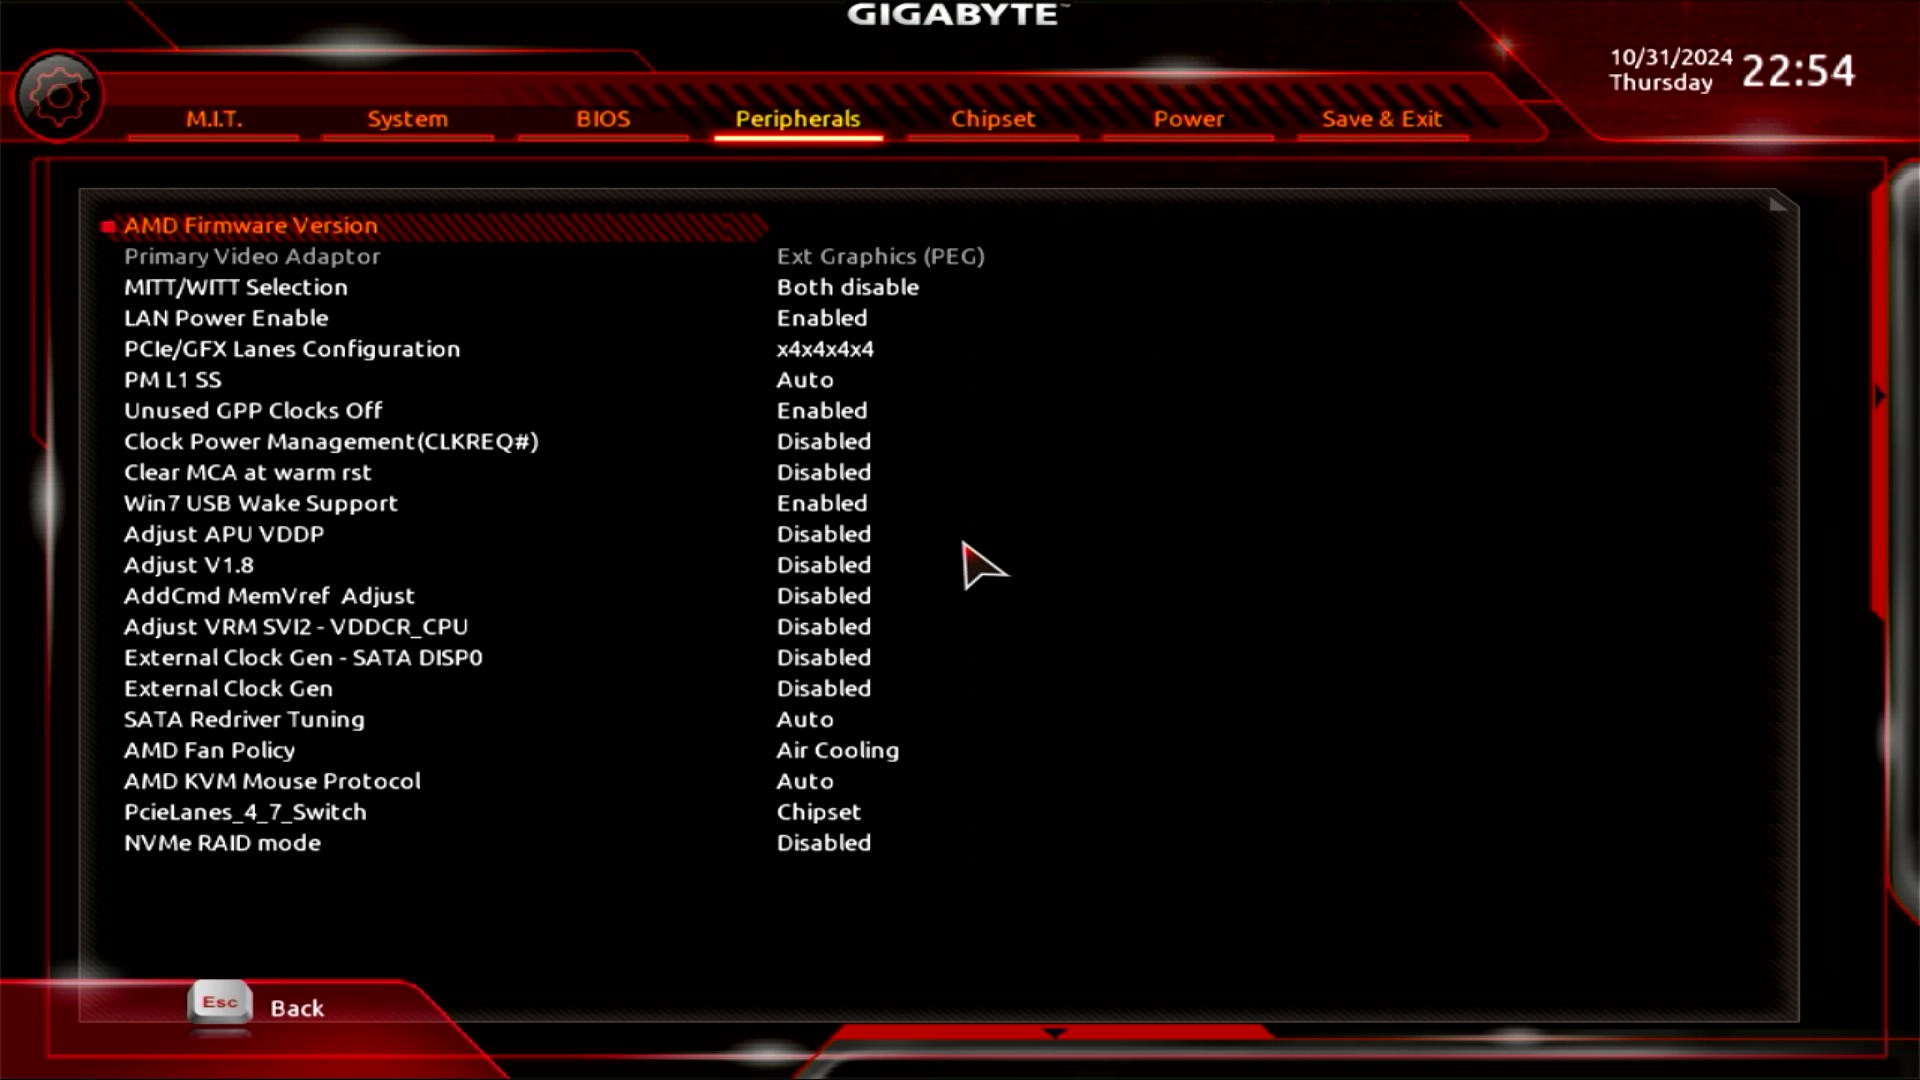 GIGABYTE™
10/31/2024
Thursday
22:54
M.I.T. System BIOS Peripherals Chipset Power Save & Exit
AMD Firmware Version
Primary Video Adaptor Ext Graphics (PEG)
MITT/WITT Selection Both disable
LAN Power Enable Enabled
PCIe/GFX Lanes Configuration x4x4x4x4
PM L1 SS Auto
Unused GPP Clocks Off Enabled
Clock Power Management(CLKREQ#) Disabled
Clear MCA at warm rst Disabled
Win7 USB Wake Support Enabled
Adjust APU VDDP Disabled
Adjust V1.8 Disabled
AddCmd MemVref  Adjust Disabled
Adjust VRM SVI2 - VDDCR_CPU Disabled
External Clock Gen - SATA DISP0 Disabled
External Clock Gen Disabled
SATA Redriver Tuning Auto
AMD Fan Policy Air Cooling
AMD KVM Mouse Protocol Auto
PcieLanes_4_7_Switch Chipset
NVMe RAID mode Disabled
Esc Back